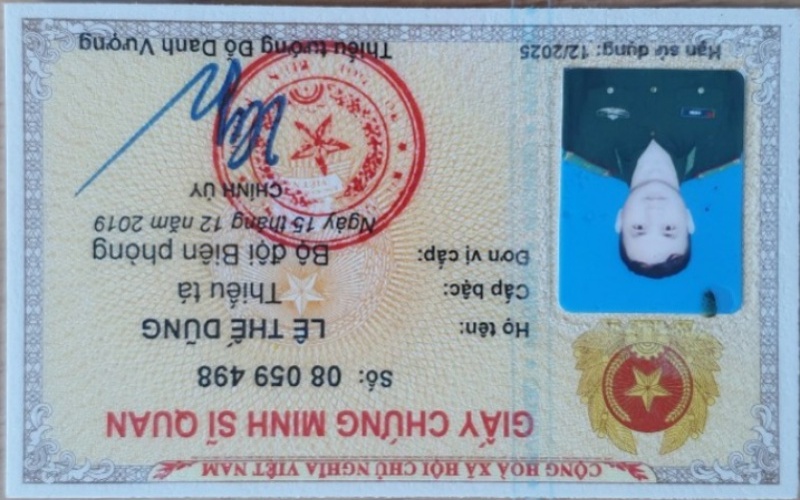 CỘNG HOÀ XÃ HỘI CHỦ NGHĨA VIỆT NAM
GIẤY CHỨNG MINH SĨ QUAN
Số: 08 059 498
Họ tên: LÊ THẾ DŨNG
Cấp bậc: Thiếu tá
Đơn vị cấp: Bộ đội Biên phòng
Ngày 15 tháng 12 năm 2019
CHÍNH ỦY
Hạn sử dụng: 12/2025
Thiếu tướng Đỗ Danh Vượng